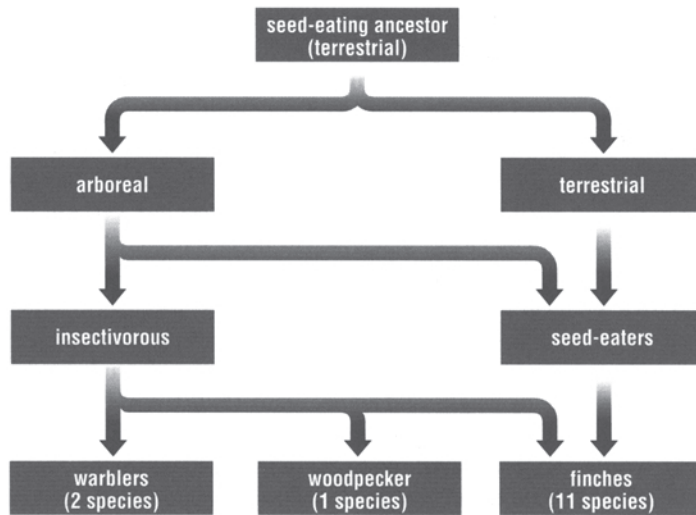 seed-eating ancestor
(terrestrial)
arboreal
terrestrial
insectivorous
seed-eaters
warblers
(2 species)
woodpecker
(1 species)
finches
(11 species)